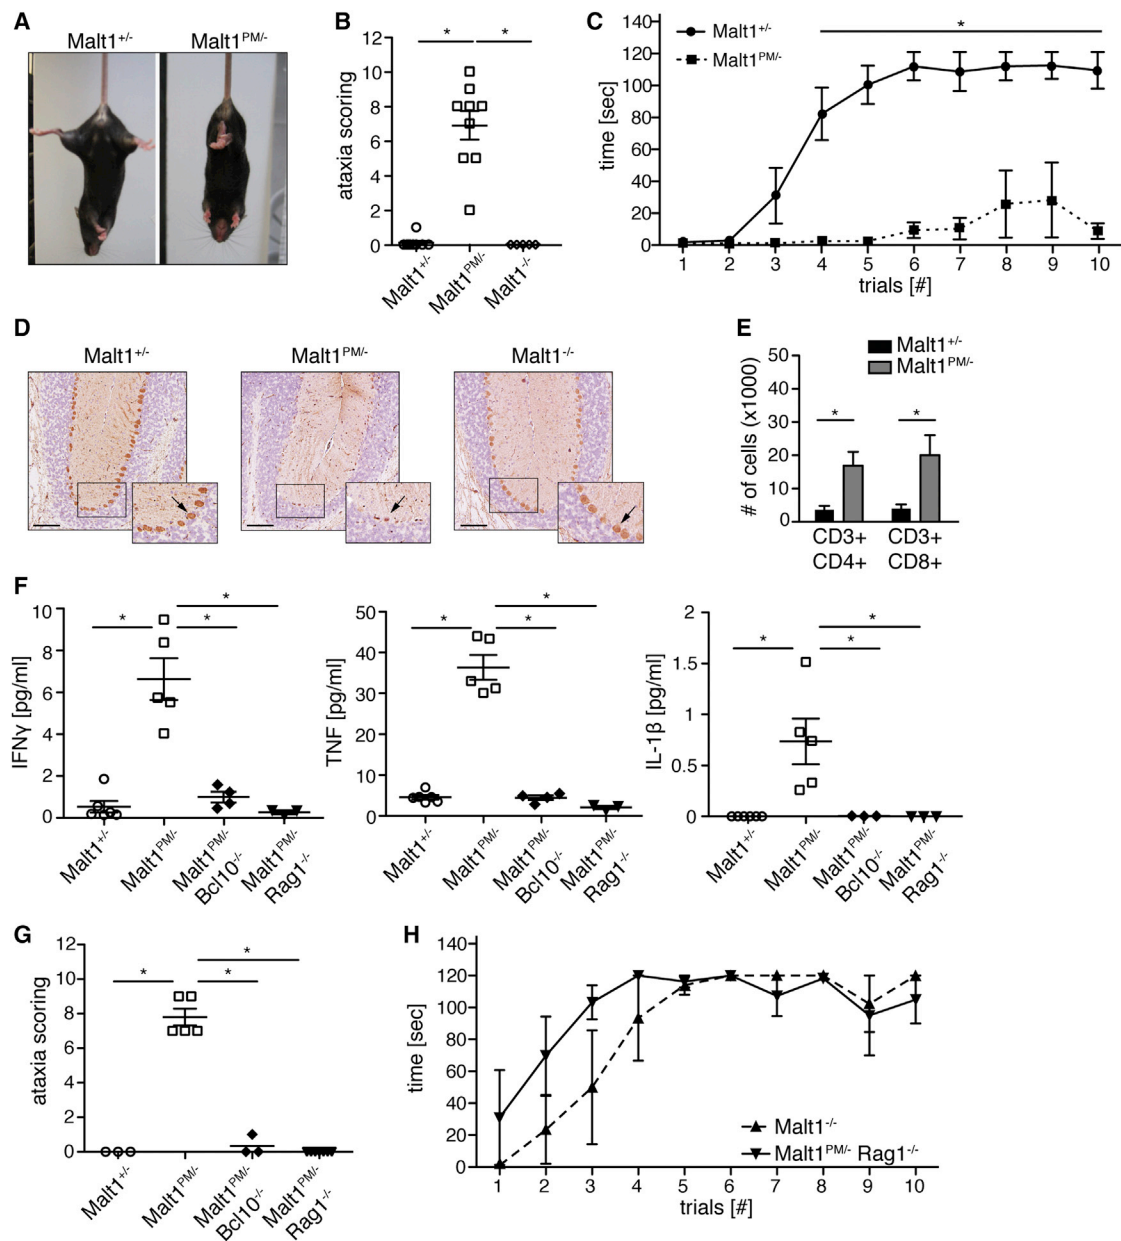 A
Malt1+/-
Malt1PM/-
B
ataxia scoring
12
10
8
6
4
2
0
*
*
Malt1+/-
Malt1PM/-
Malt1-/-
C
time [sec]
140
120
100
80
60
40
20
0
Malt1+/-
Malt1PM/-
*
1 2 3 4 5 6 7 8 9 10
trials [#]
D
Malt1+/-
Malt1PM/-
Malt1-/-
E
# of cells (x1000)
50
40
30
20
10
0
Malt1+/-
Malt1PM/-
*
*
CD3+ CD3+
CD4+ CD8+
F
IFNγ [pg/ml]
10
8
6
4
2
0
*
*
*
Malt1+/-
Malt1PM/-
Malt1PM/-
Bcl10-/-
Malt1PM/-
Rag1-/-
TNF [pg/ml]
50
40
30
20
10
0
*
*
*
Malt1+/-
Malt1PM/-
Malt1PM/-
Bcl10-/-
Malt1PM/-
Rag1-/-
IL-1β [pg/ml]
2
1.5
1
0.5
0
*
*
*
Malt1+/-
Malt1PM/-
Malt1PM/-
Bcl10-/-
Malt1PM/-
Rag1-/-
G
ataxia scoring
12
10
8
6
4
2
0
*
*
*
Malt1+/-
Malt1PM/-
Malt1PM/-
Bcl10-/-
Malt1PM/-
Rag1-/-
H
time [sec]
140
120
100
80
60
40
20
0
Malt1-/-
Malt1PM/- Rag1-/-
1 2 3 4 5 6 7 8 9 10
trials [#]